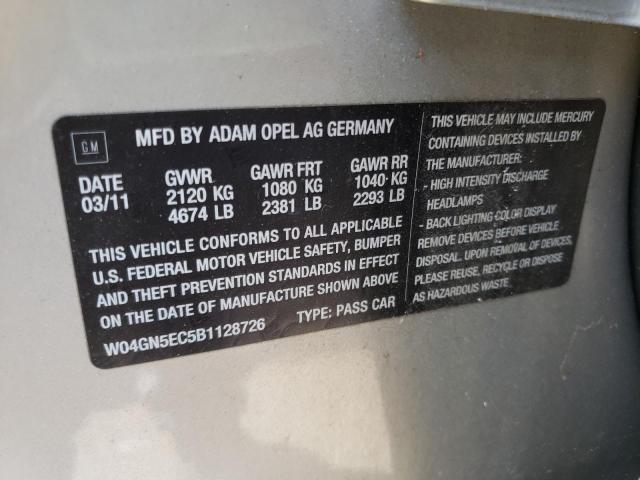 GM
MFD BY ADAM OPEL AG GERMANY
DATE GVWR GAWR FRT GAWR RR
03/11 2120 KG 1080 KG 1040 KG
4674 LB 2381 LB 2293 LB
THIS VEHICLE CONFORMS TO ALL APPLICABLE
U.S. FEDERAL MOTOR VEHICLE SAFETY, BUMPER
AND THEFT PREVENTION STANDARDS IN EFFECT
ON THE DATE OF MANUFACTURE SHOWN ABOVE
W04GN5EC5B1128726 TYPE: PASS CAR
THIS VEHICLE MAY INCLUDE MERCURY
CONTAINING DEVICES INSTALLED BY
THE MANUFACTURER:
- HIGH INTENSITY DISCHARGE
HEADLAMPS
- BACK LIGHTING COLOR DISPLAY
REMOVE DEVICES BEFORE VEHICLE
DISPOSAL. UPON REMOVAL OF DEVICES,
PLEASE REUSE, RECYCLE OR DISPOSE
AS HAZARDOUS WASTE